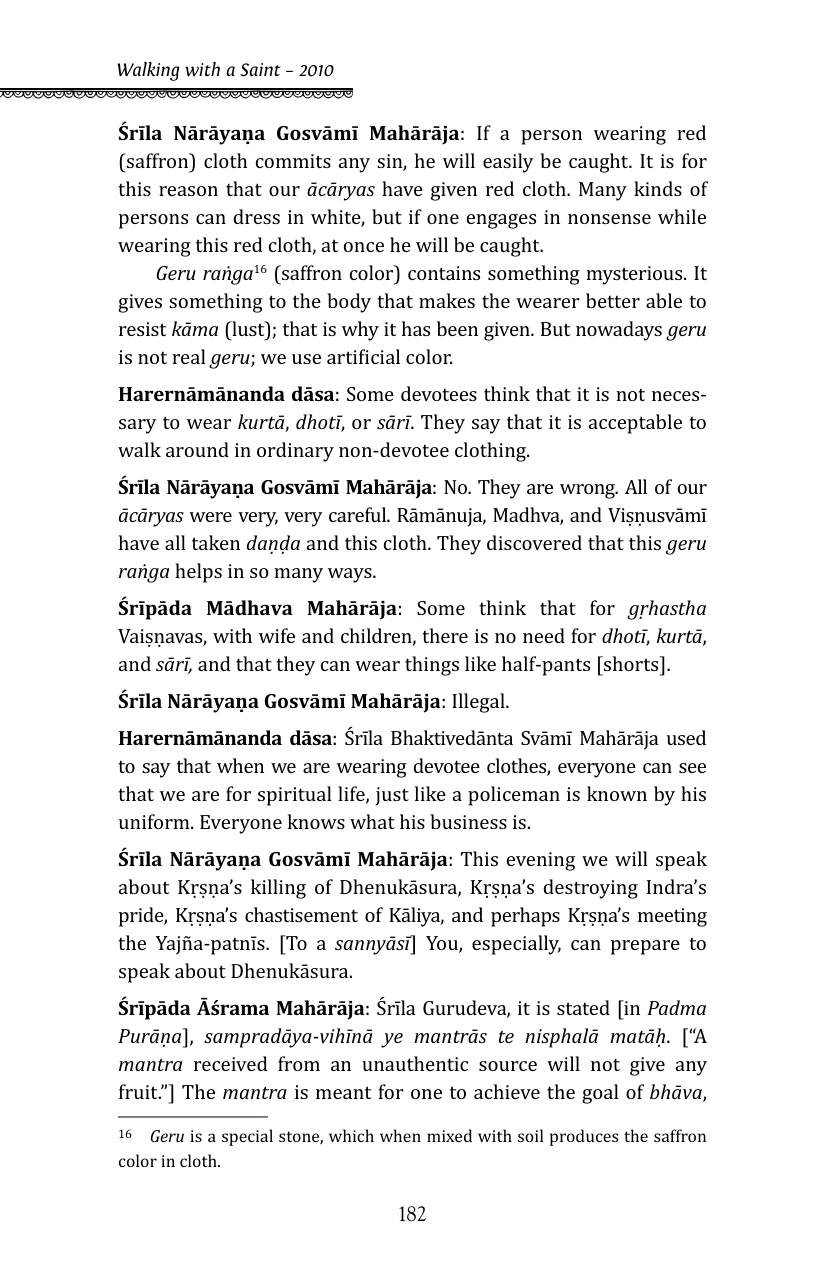 Walking with a Saint – 2010
Śrīla Nārāyaṇa Gosvāmī Mahārāja: If a person wearing red
(saffron) cloth commits any sin, he will easily be caught. It is for
this reason that our ācāryas have given red cloth. Many kinds of
persons can dress in white, but if one engages in nonsense while
wearing this red cloth, at once he will be caught.
Geru raṅga16 (saffron color) contains something mysterious. It
gives something to the body that makes the wearer better able to
resist kāma (lust); that is why it has been given. But nowadays geru
is not real geru; we use artificial color.
Harernāmānanda dāsa: Some devotees think that it is not neces-
sary to wear kurtā, dhotī, or sārī. They say that it is acceptable to
walk around in ordinary non-devotee clothing.
Śrīla Nārāyaṇa Gosvāmī Mahārāja: No. They are wrong. All of our
ācāryas were very, very careful. Rāmānuja, Madhva, and Viṣṇusvāmī
have all taken daṇḍa and this cloth. They discovered that this geru
raṅga helps in so many ways.
Śrīpāda Mādhava Mahārāja: Some think that for gṛhastha
Vaiṣṇavas, with wife and children, there is no need for dhotī, kurtā,
and sārī, and that they can wear things like half-pants [shorts].
Śrīla Nārāyaṇa Gosvāmī Mahārāja: Illegal.
Harernāmānanda dāsa: Śrīla Bhaktivedānta Svāmī Mahārāja used
to say that when we are wearing devotee clothes, everyone can see
that we are for spiritual life, just like a policeman is known by his
uniform. Everyone knows what his business is.
Śrīla Nārāyaṇa Gosvāmī Mahārāja: This evening we will speak
about Kṛṣṇa’s killing of Dhenukāsura, Kṛṣṇa’s destroying Indra’s
pride, Kṛṣṇa’s chastisement of Kāliya, and perhaps Kṛṣṇa’s meeting
the Yajña-patnīs. [To a sannyāsī] You, especially, can prepare to
speak about Dhenukāsura.
Śrīpāda Āśrama Mahārāja: Śrīla Gurudeva, it is stated [in Padma
Purāṇa], sampradāya-vihīnā ye mantrās te nisphalā matāḥ. [“A
mantra received from an unauthentic source will not give any
fruit.”] The mantra is meant for one to achieve the goal of bhāva,
16 Geru is a special stone, which when mixed with soil produces the saffron
color in cloth.
182